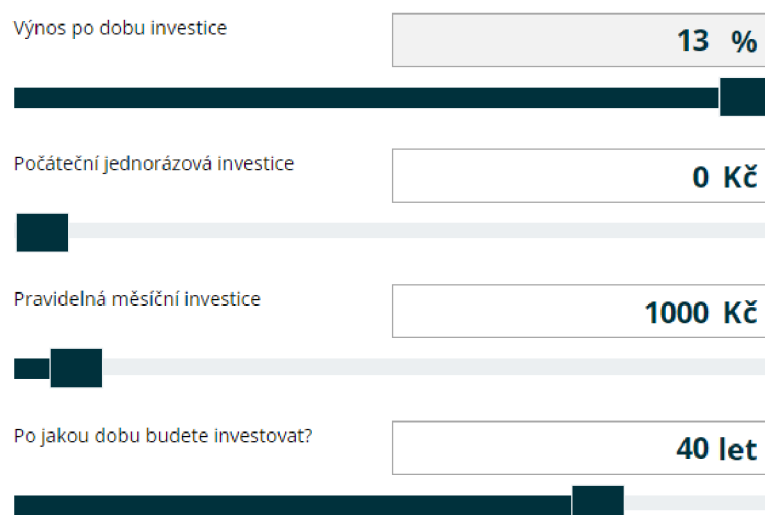 Výnos po dobu investice
13 %
Počáteční jednorázová investice
0 Kč
Pravidelná měsíční investice
1000 Kč
Po jakou dobu budete investovat?
40 let